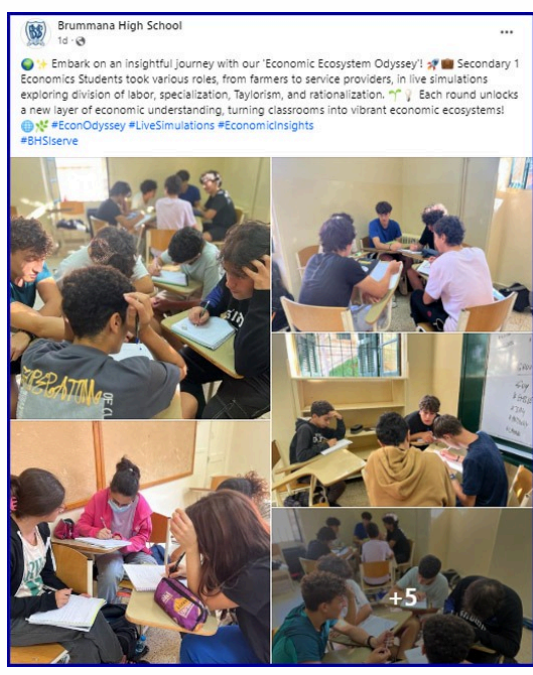 Brummana High School
1d
🌍✨ Embark on an insightful journey with our 'Economic Ecosystem Odyssey'! 🚀💼 Secondary 1
Economics Students took various roles, from farmers to service providers, in live simulations
exploring division of labor, specialization, Taylorism, and rationalization. 🌱💡 Each round unlocks
a new layer of economic understanding, turning classrooms into vibrant economic ecosystems!
🌐🌿 #EconOdyssey #LiveSimulations #EconomicInsights
#BHSIserve
+5